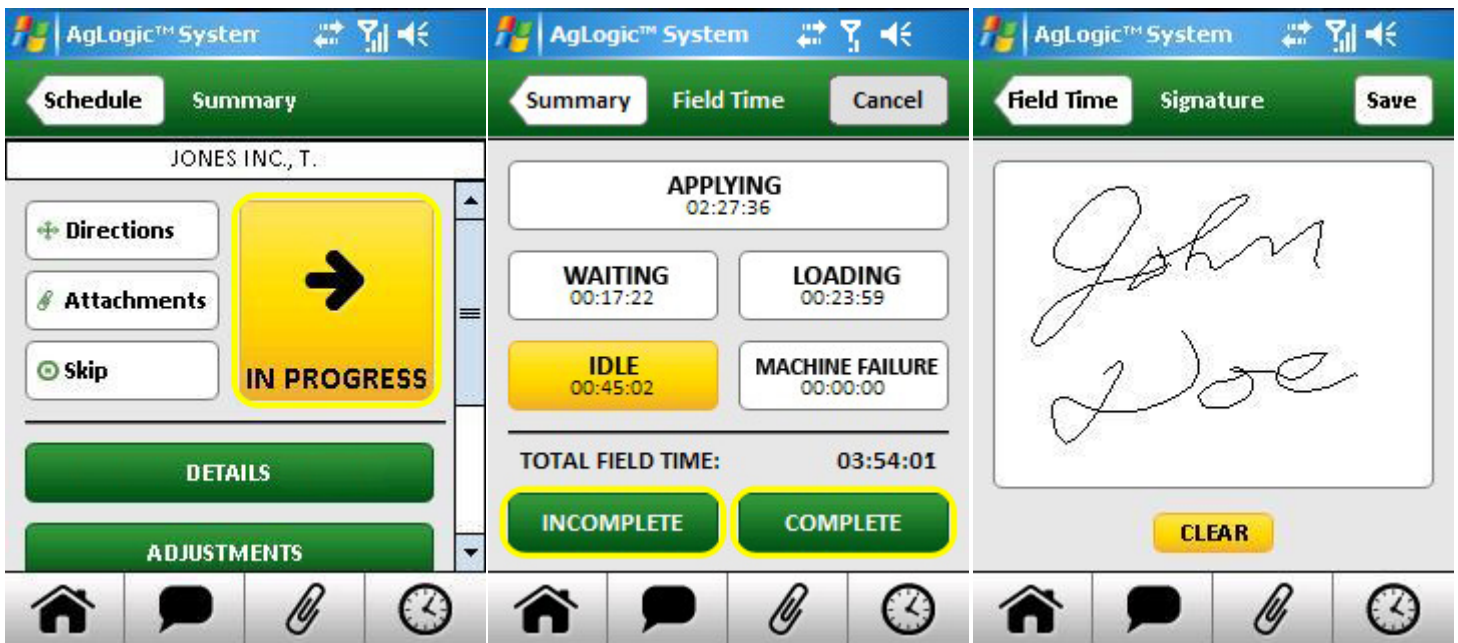 AgLogic™ System
Schedule
Summary
JONES INC., T.
Directions
Attachments
Skip
IN PROGRESS
DETAILS
ADJUSTMENTS
AgLogic™ System
Summary
Field Time
Cancel
APPLYING
02:27:36
WAITING
00:17:22
LOADING
00:23:59
IDLE
00:45:02
MACHINE FAILURE
00:00:00
TOTAL FIELD TIME: 03:54:01
INCOMPLETE
COMPLETE
AgLogic™ System
Field Time
Signature
Save
John
Doe
CLEAR